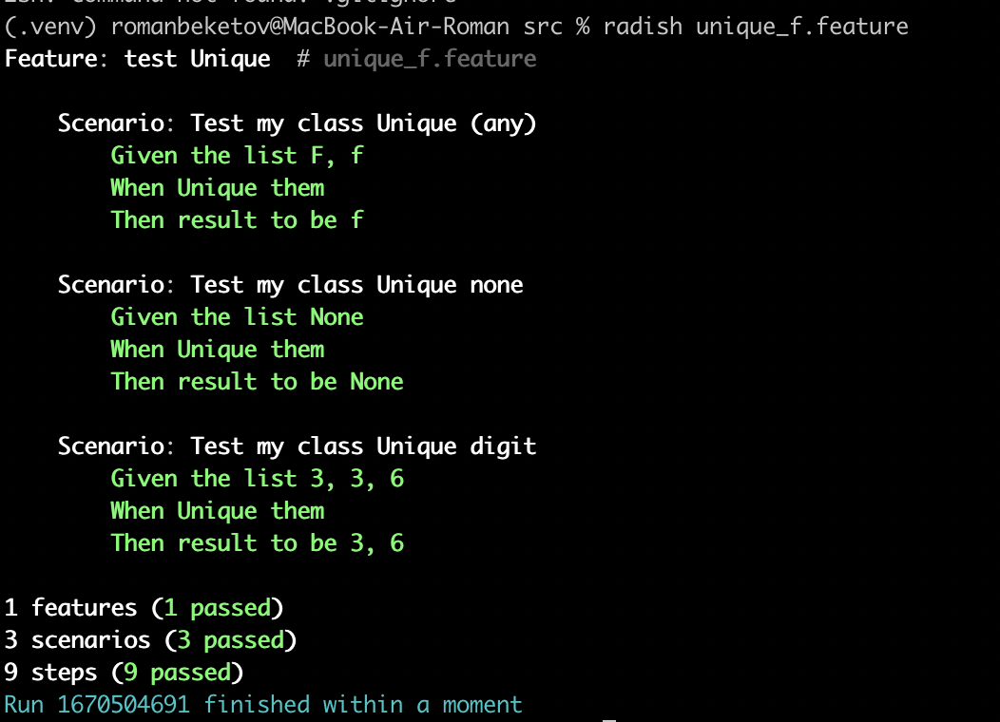 (.venv) romanbeketov@MacBook-Air-Roman src % radish unique_f.feature
Feature: test Unique  # unique_f.feature
Scenario: Test my class Unique (any)
Given the list F, f
When Unique them
Then result to be f
Scenario: Test my class Unique none
Given the list None
When Unique them
Then result to be None
Scenario: Test my class Unique digit
Given the list 3, 3, 6
When Unique them
Then result to be 3, 6
1 features (1 passed)
3 scenarios (3 passed)
9 steps (9 passed)
Run 1670504691 finished within a moment